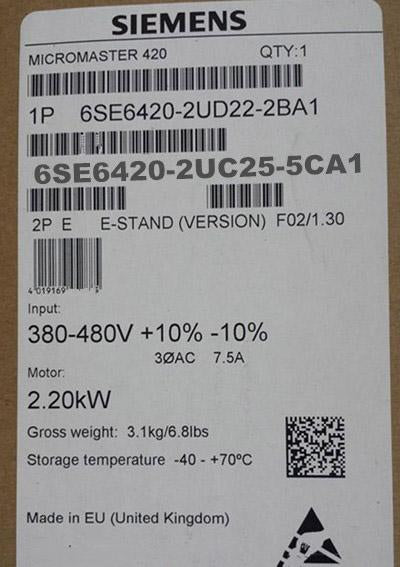 SIEMENS
MICROMASTER 420 QTY:1
1P 6SE6420-2UD22-2BA1
6SE6420-2UC25-5CA1
2P E E-STAND (VERSION) F02/1.30
4 019169
Input:
380-480V +10% -10%
3ØAC 7.5A
Motor:
2.20kW
Gross weight: 3.1kg/6.8lbs
Storage temperature -40 - +70ºC
Made in EU (United Kingdom)